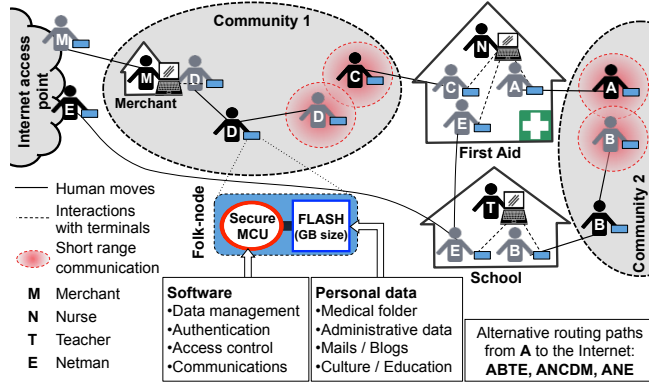 Community 1
Internet access
point
M
E
M
D
Merchant
D
D
C
N
C
A
E
First Aid
A
B
B
Community 2
T
E
B
School
Human moves
Interactions
with terminals
Short range
communication
M Merchant
N Nurse
T Teacher
E Netman
Folk-node
Secure
MCU
FLASH
(GB size)
Software
•Data management
•Authentication
•Access control
•Communications
Personal data
•Medical folder
•Administrative data
•Mails / Blogs
•Culture / Education
Alternative routing paths
from A to the Internet:
ABTE, ANCDM, ANE